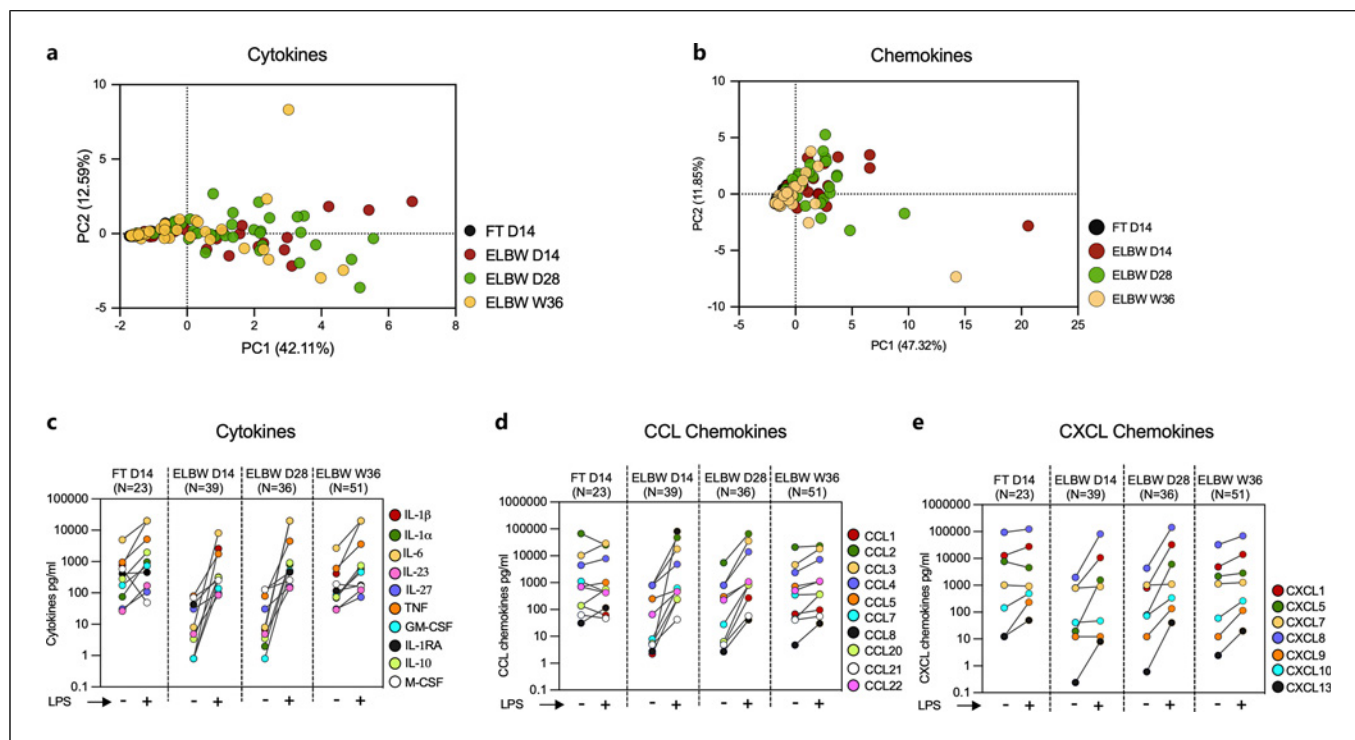 a
Cytokines
10
5
0
-5
PC2 (12.59%)
-2 0 2 4 6 8
PC1 (42.11%)
FT D14
ELBW D14
ELBW D28
ELBW W36
b
Chemokines
10
5
0
-5
-10
PC2 (11.85%)
-5 0 5 10 15 20 25
PC1 (47.32%)
FT D14
ELBW D14
ELBW D28
ELBW W36
c
Cytokines
FT D14 ELBW D14 ELBW D28 ELBW W36
(N=23) (N=39) (N=36) (N=51)
100000
10000
1000
100
10
1
0.1
Cytokines pg/ml
LPS - + - + - + - +
IL-1β
IL-1α
IL-6
IL-23
IL-27
TNF
GM-CSF
IL-1RA
IL-10
M-CSF
d
CCL Chemokines
FT D14 ELBW D14 ELBW D28 ELBW W36
(N=23) (N=39) (N=36) (N=51)
1000000
100000
10000
1000
100
10
1
0.1
CCL chemokines pg/ml
LPS - + - + - + - +
CCL1
CCL2
CCL3
CCL4
CCL5
CCL7
CCL8
CCL20
CCL21
CCL22
e
CXCL Chemokines
FT D14 ELBW D14 ELBW D28 ELBW W36
(N=23) (N=39) (N=36) (N=51)
1000000
100000
10000
1000
100
10
1
0.1
CXCL chemokines pg/ml
LPS - + - + - + - +
CXCL1
CXCL5
CXCL7
CXCL8
CXCL9
CXCL10
CXCL13